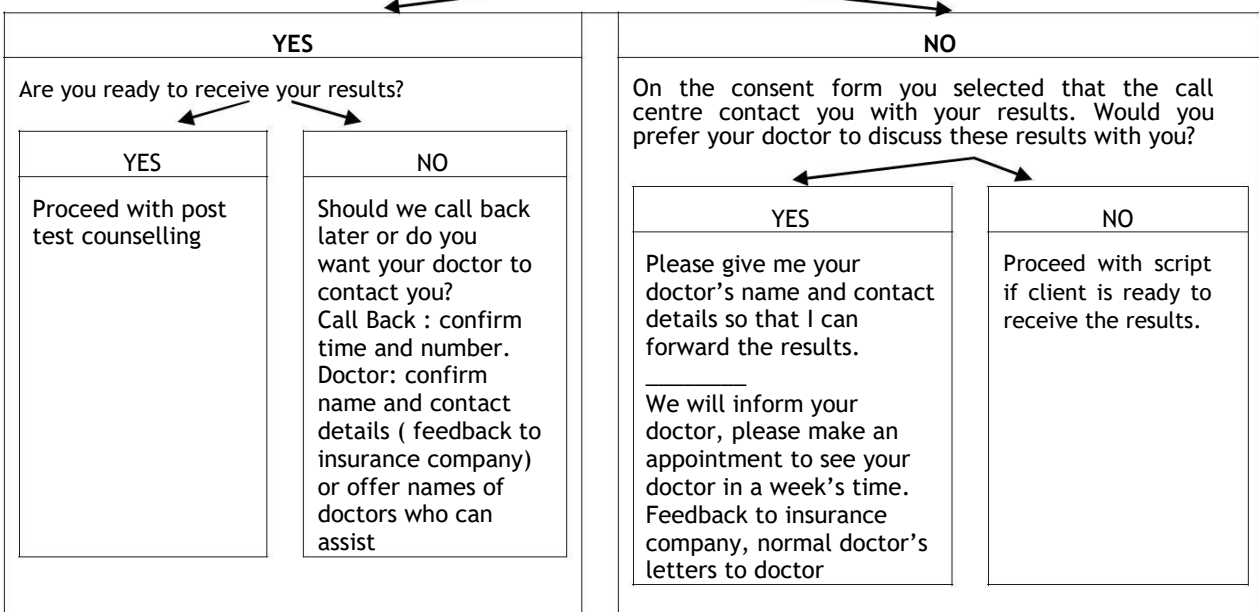 YES
Are you ready to receive your results?
YES
Proceed with post
test counselling
NO
Should we call back
later or do you
want your doctor to
contact you?
Call Back : confirm
time and number.
Doctor: confirm
name and contact
details ( feedback to
insurance company)
or offer names of
doctors who can
assist
NO
On the consent form you selected that the call
centre contact you with your results. Would you
prefer your doctor to discuss these results with you?
YES
Please give me your
doctor’s name and contact
details so that I can
forward the results.
________
We will inform your
doctor, please make an
appointment to see your
doctor in a week’s time.
Feedback to insurance
company, normal doctor’s
letters to doctor
NO
Proceed with script
if client is ready to
receive the results.